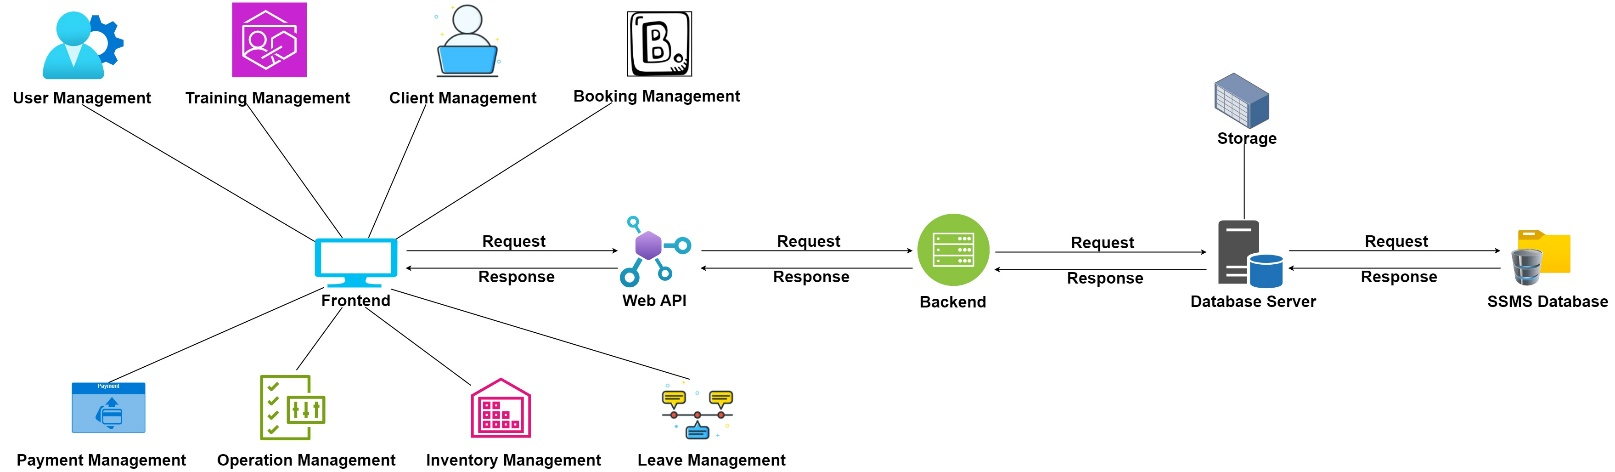 User Management
Training Management
Client Management
B.
Booking Management
Storage
Request
Request
Request
Request
Response
Response
Response
Response
Frontend
Web API
Backend
Database Server
SSMS Database
Payment
Payment Management
Operation Management
Inventory Management
Leave Management